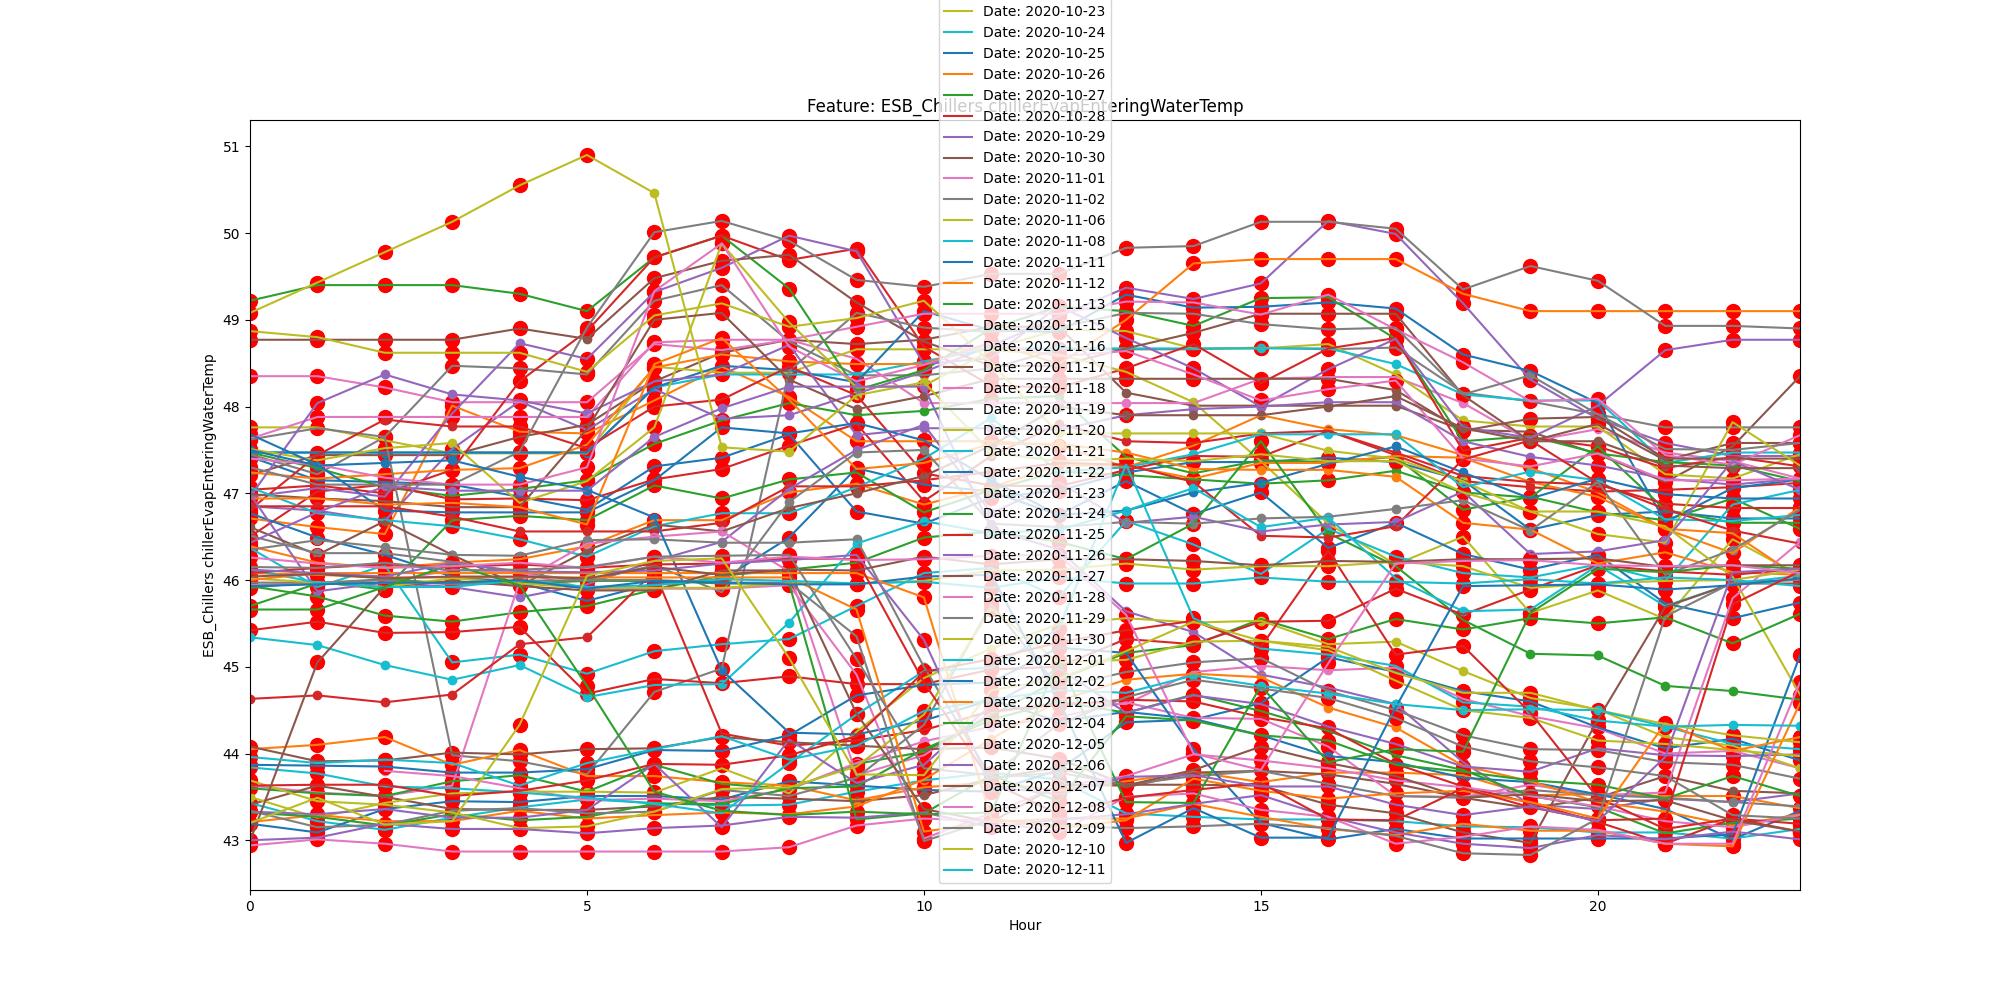 Date: 2020-10-23
Date: 2020-10-24
Date: 2020-10-25
Date: 2020-10-26
Date: 2020-10-27
Feature: ESB_Chillers chillerEvapEnteringWaterTemp
Date: 2020-10-28
Date: 2020-10-29
Date: 2020-10-30
Date: 2020-11-01
Date: 2020-11-02
Date: 2020-11-06
Date: 2020-11-08
Date: 2020-11-11
Date: 2020-11-12
Date: 2020-11-13
Date: 2020-11-15
Date: 2020-11-16
Date: 2020-11-17
Date: 2020-11-18
Date: 2020-11-19
Date: 2020-11-20
Date: 2020-11-21
Date: 2020-11-22
Date: 2020-11-23
Date: 2020-11-24
Date: 2020-11-25
Date: 2020-11-26
Date: 2020-11-27
Date: 2020-11-28
Date: 2020-11-29
Date: 2020-11-30
Date: 2020-12-01
Date: 2020-12-02
Date: 2020-12-03
Date: 2020-12-04
Date: 2020-12-05
Date: 2020-12-06
Date: 2020-12-07
Date: 2020-12-08
Date: 2020-12-09
Date: 2020-12-10
Date: 2020-12-11
ESB_Chillers chillerEvapEnteringWaterTemp
51
50
49
48
47
46
45
44
43
0
5
10
15
20
Hour